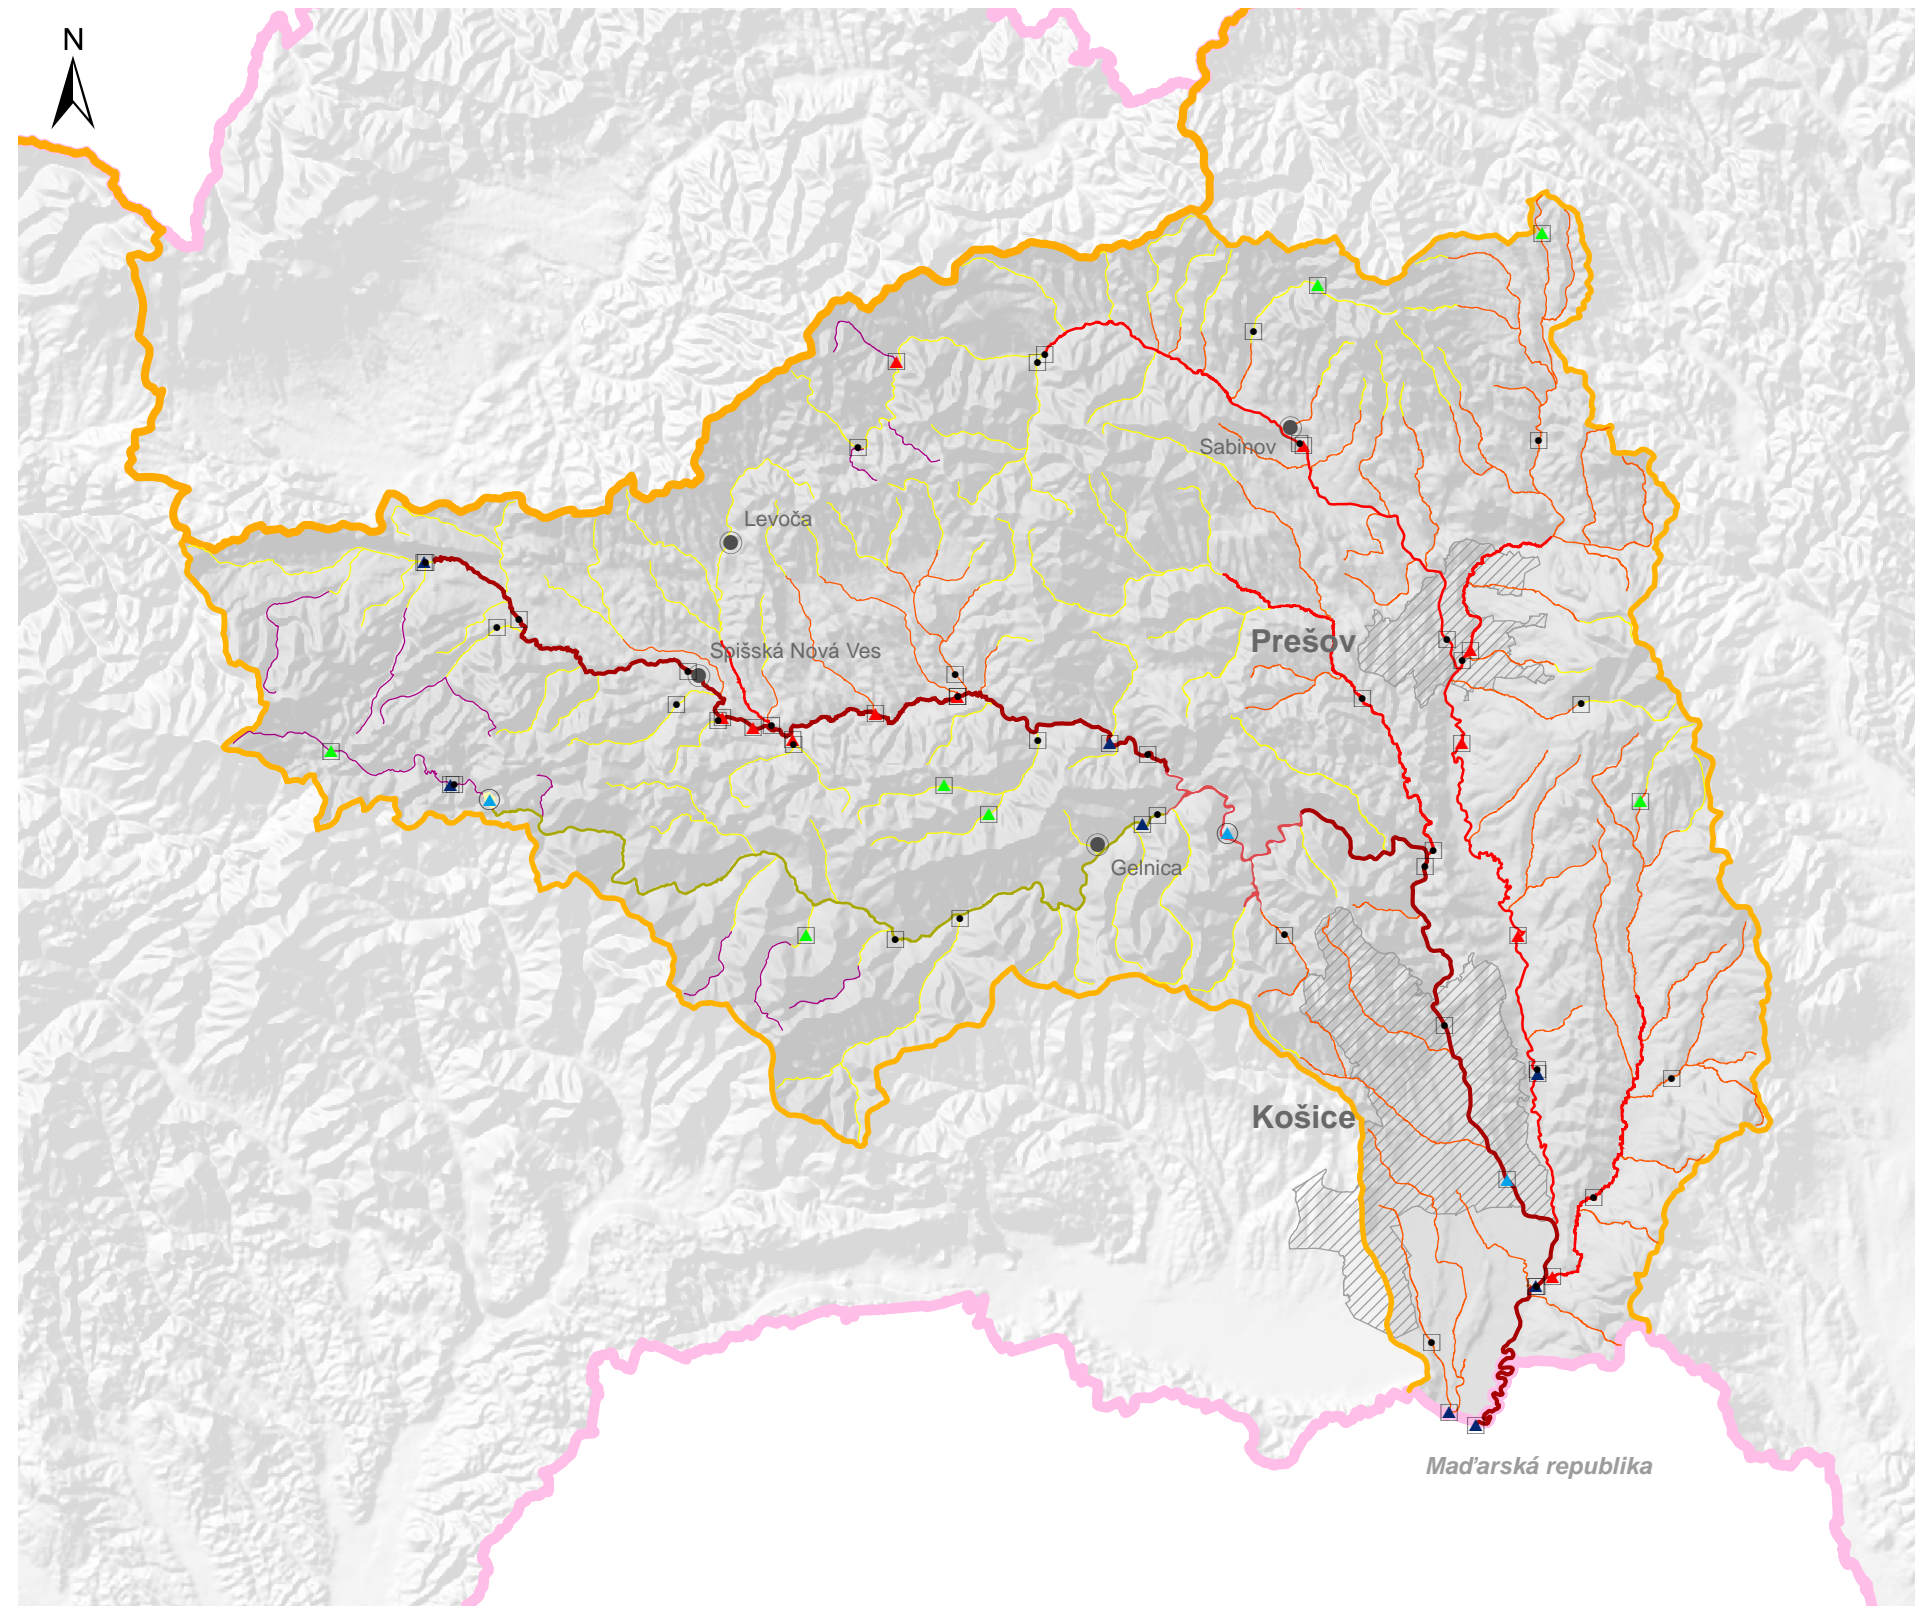 N
Sabinov
Levoča
Prešov
Spišská Nová Ves
Gelnica
Košice
Maďarská republika